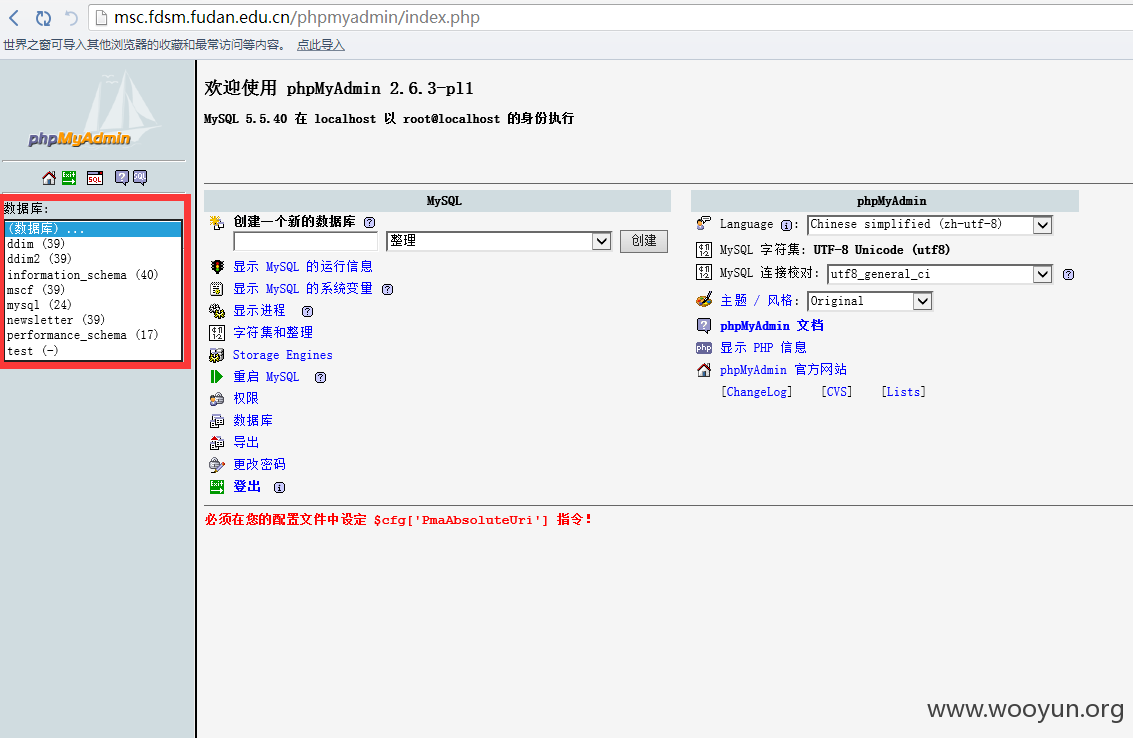 msc.fdsm.fudan.edu.cn/phpmyadmin/index.php
世界之窗可导入其他浏览器的收藏和最常访问等内容。 点此导入
phpMyAdmin
Exit SQL ? SQL
数据库:
(数据库) ...
ddim (39)
ddim2 (39)
information_schema (40)
mscf (39)
mysql (24)
newsletter (39)
performance_schema (17)
test (-)
欢迎使用 phpMyAdmin 2.6.3-pl1
MySQL 5.5.40 在 localhost 以 root@localhost 的身份执行
MySQL
创建一个新的数据库
整理 创建
显示 MySQL 的运行信息
显示 MySQL 的系统变量
显示进程
字符集和整理
Storage Engines
重启 MySQL
权限
数据库
导出
更改密码
登出
phpMyAdmin
Language : Chinese simplified (zh-utf-8)
MySQL 字符集: UTF-8 Unicode (utf8)
MySQL 连接校对: utf8_general_ci
主题 / 风格: Original
phpMyAdmin 文档
显示 PHP 信息
phpMyAdmin 官方网站
[ChangeLog] [CVS] [Lists]
必须在您的配置文件中设定 $cfg['PmaAbsoluteUri'] 指令!
www.wooyun.org